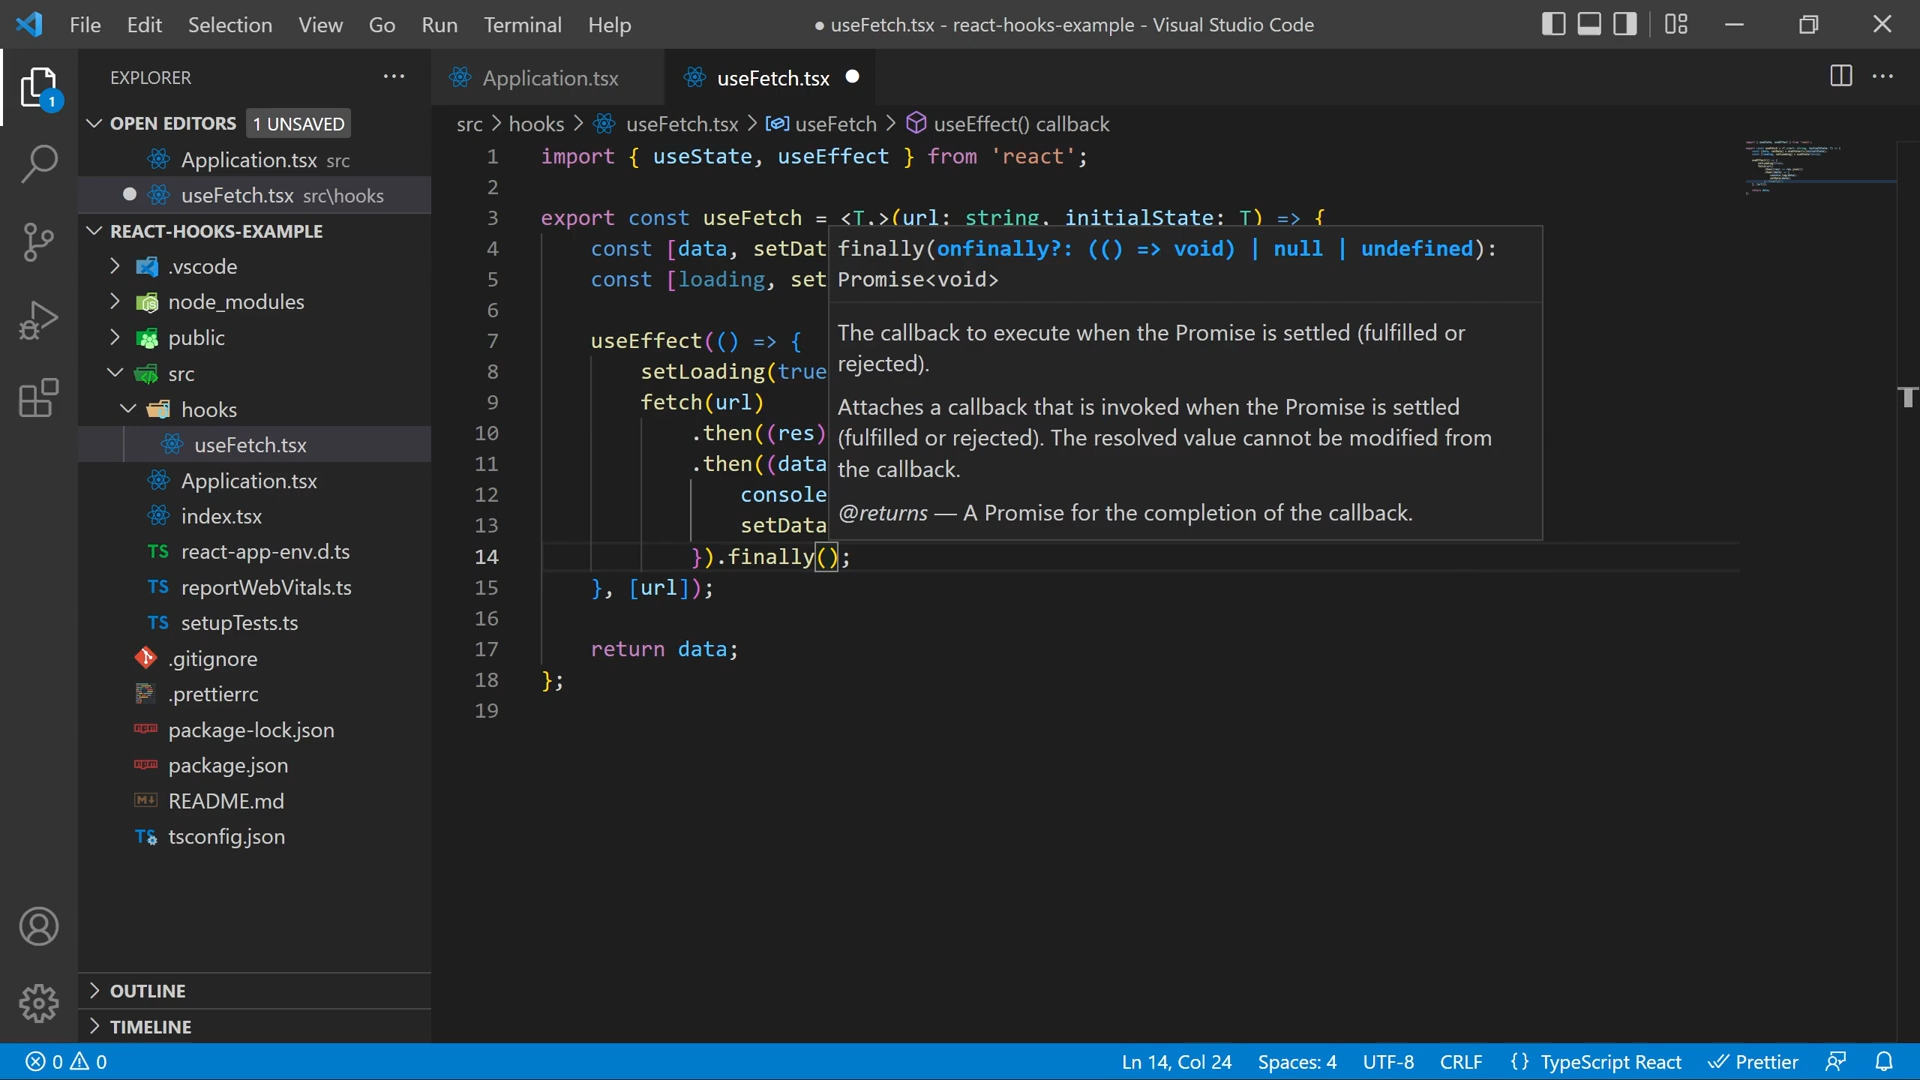 File Edit Selection View Go Run Terminal Help
● useFetch.tsx - react-hooks-example - Visual Studio Code
EXPLORER
Application.tsx
useFetch.tsx
1
OPEN EDITORS 1 UNSAVED
Application.tsx src
useFetch.tsx src\hooks
REACT-HOOKS-EXAMPLE
.vscode
node_modules
public
src
hooks
useFetch.tsx
Application.tsx
index.tsx
TS react-app-env.d.ts
TS reportWebVitals.ts
TS setupTests.ts
.gitignore
.prettierrc
package-lock.json
package.json
README.md
TS tsconfig.json
OUTLINE
TIMELINE
src > hooks > useFetch.tsx > useFetch > useEffect() callback
1 import { useState, useEffect } from 'react';
2
3 export const useFetch = <T,>(url: string, initialState: T) => {
4 const [data, setDat
5 const [loading, set
6
7 useEffect(() => {
8 setLoading(true
9 fetch(url)
10 .then((res)
11 .then((data
12 console
13 setData
14 }).finally();
15 }, [url]);
16
17 return data;
18 };
19
finally(onfinally?: (() => void) | null | undefined):
Promise<void>
The callback to execute when the Promise is settled (fulfilled or
rejected).
Attaches a callback that is invoked when the Promise is settled
(fulfilled or rejected). The resolved value cannot be modified from
the callback.
@returns — A Promise for the completion of the callback.
0 0
Ln 14, Col 24 Spaces: 4 UTF-8 CRLF {} TypeScript React Prettier